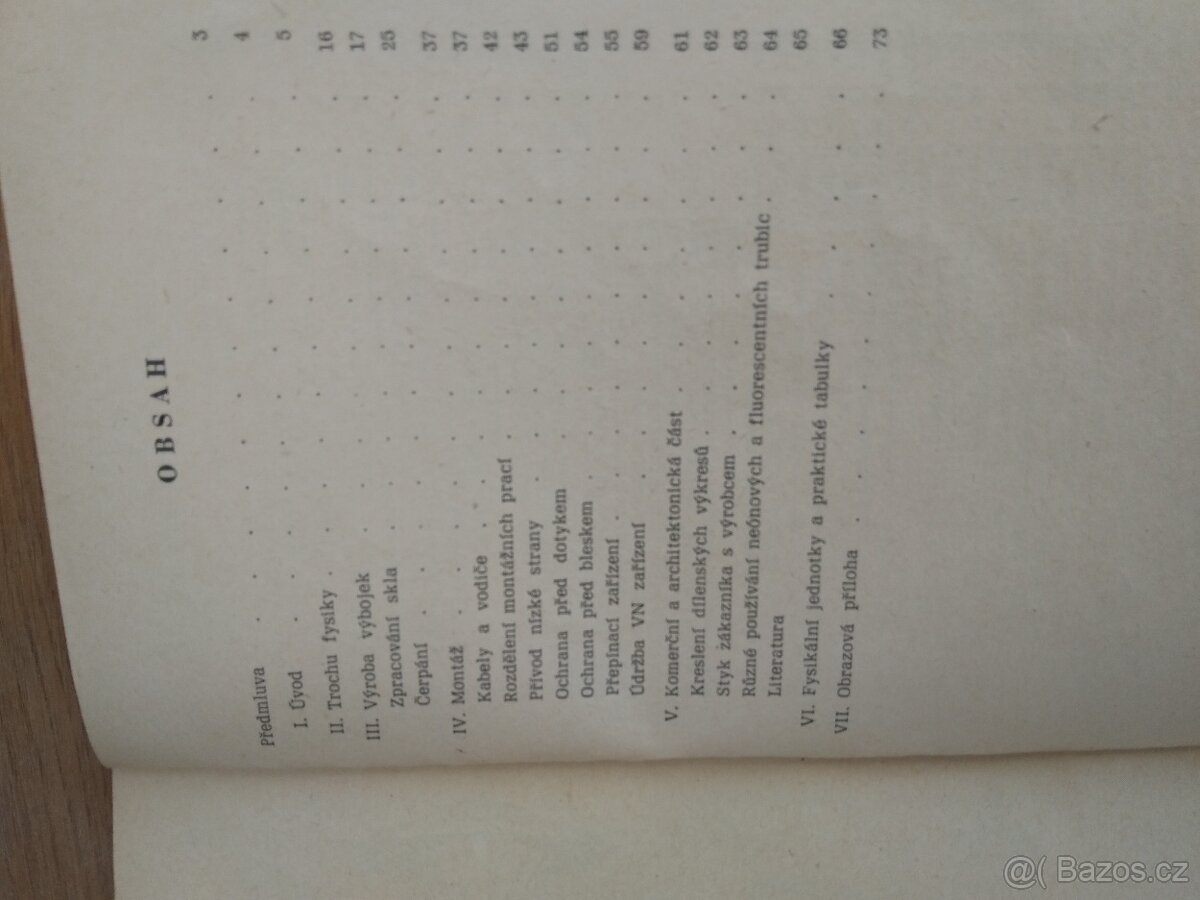 OBSAH
Předmluva . . . . . . . . . . 3
I. Úvod . . . . . . . . . . 4
II. Trochu fysiky . . . . . . . . . . 5
III. Výroba výbojek . . . . . . . . . 16
Zpracování skla . . . . . . . . . 17
Čerpání . . . . . . . . . . 25
IV. Montáž . . . . . . . . . . 37
Kabely a vodiče . . . . . . . . . 37
Rozdělení montážních prací . . . . . . . 42
Přívod nízké strany . . . . . . . . 43
Ochrana před dotykem . . . . . . . . 51
Ochrana před bleskem . . . . . . . . 54
Přepínací zařízení . . . . . . . . 55
Údržba VN zařízení . . . . . . . . 59
V. Komerční a architektonická část . . . . . . 61
Kreslení dílenských výkresů . . . . . . . 62
Styk žákazníka s výrobcem . . . . . . . 63
Různé používání neónových a fluorescentních trubic . . . 64
Literatura . . . . . . . . . . 65
VI. Fysikální jednotky a praktické tabulky . . . . . 66
VII. Obrazová příloha . . . . . . . . . 73
@( Bazos.cz